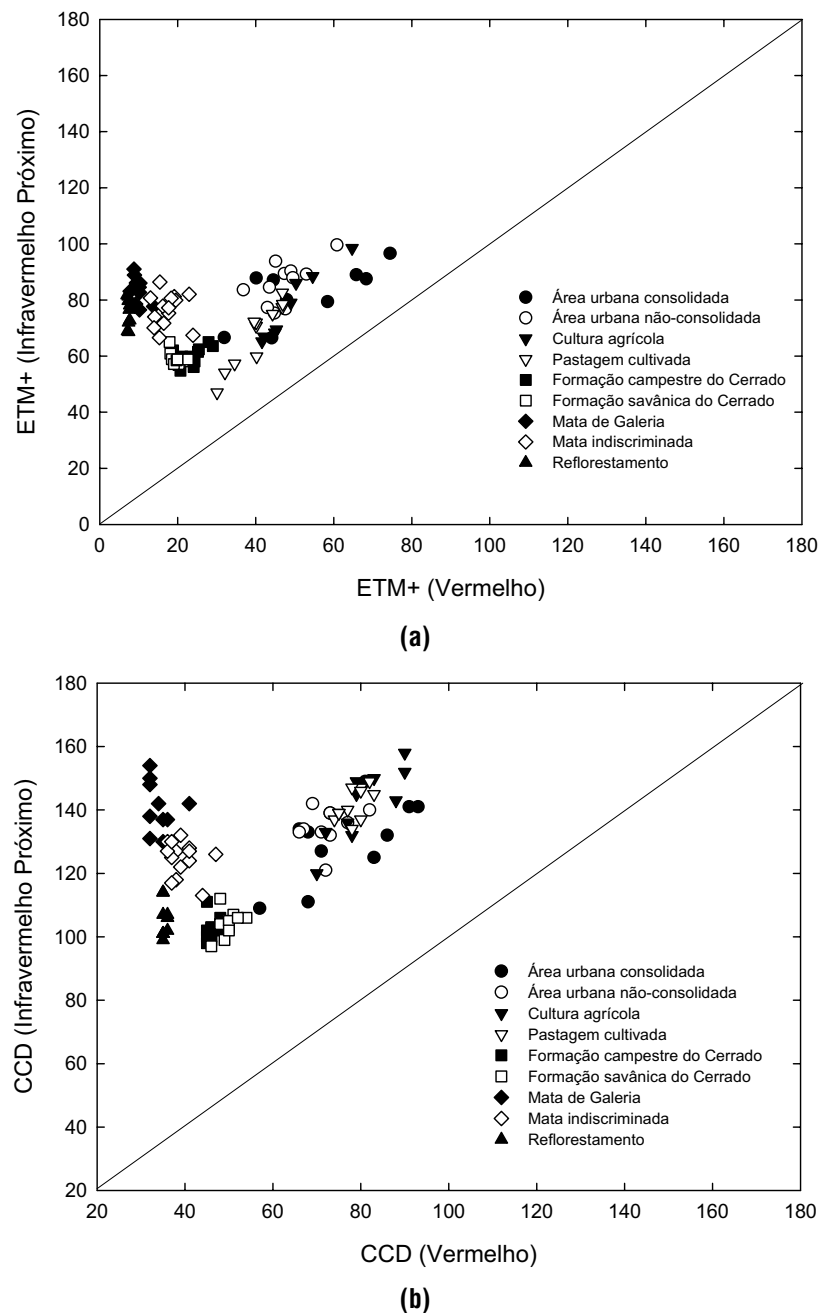 180
160
140
120
100
80
60
40
20
0
ETM+ (Infravermelho Próximo)
Área urbana consolidada
Área urbana não-consolidada
Cultura agrícola
Pastagem cultivada
Formação campestre do Cerrado
Formação savânica do Cerrado
Mata de Galeria
Mata indiscriminada
Reflorestamento
0 20 40 60 80 100 120 140 160 180
ETM+ (Vermelho)
(a)
180
160
140
120
100
80
60
40
20
CCD (Infravermelho Próximo)
Área urbana consolidada
Área urbana não-consolidada
Cultura agrícola
Pastagem cultivada
Formação campestre do Cerrado
Formação savânica do Cerrado
Mata de Galeria
Mata indiscriminada
Reflorestamento
20 40 60 80 100 120 140 160 180
CCD (Vermelho)
(b)